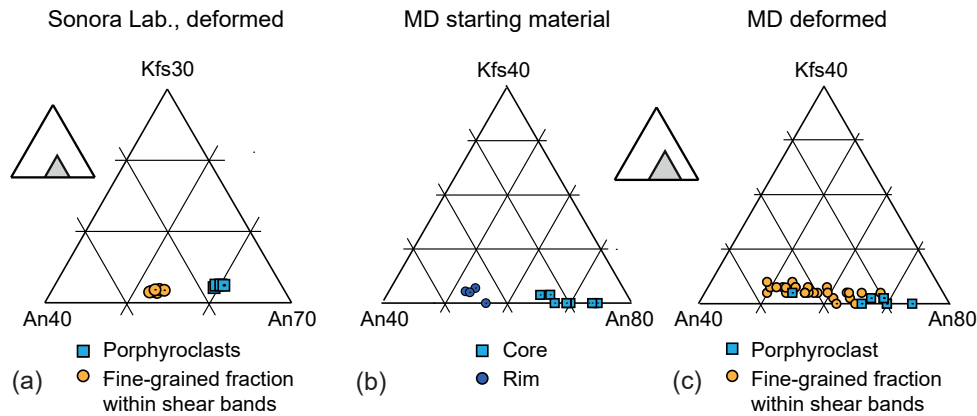 Sonora Lab., deformed
MD starting material
MD deformed
Kfs30
Kfs40
Kfs40
An40
An70
An40
An80
An40
An80
Porphyroclasts
Fine-grained fraction
within shear bands
(a)
Core
Rim
(b)
Porphyroclast
Fine-grained fraction
within shear bands
(c)